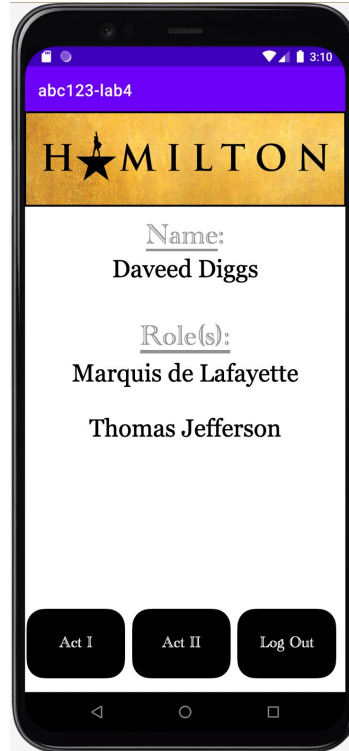 3:10
abc123-lab4
HAMILTON
Name:
Daveed Diggs
Role(s):
Marquis de Lafayette
Thomas Jefferson
Act I Act II Log Out